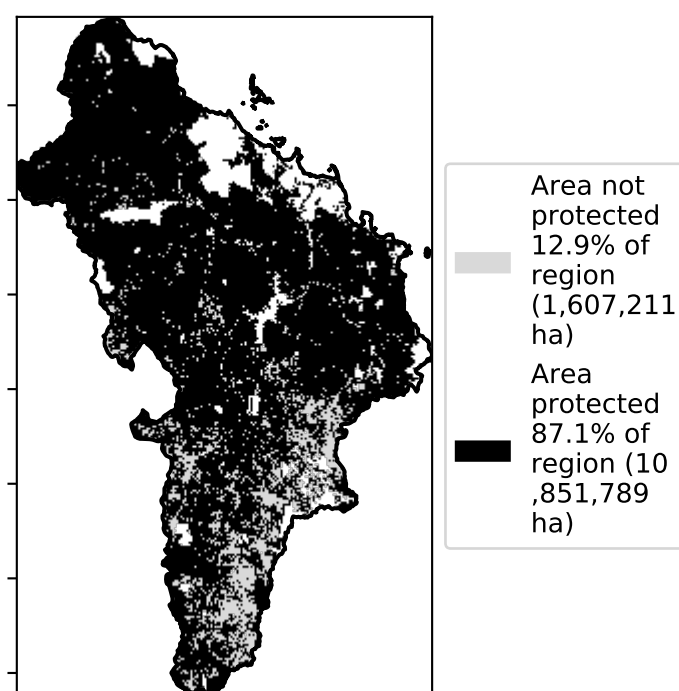 Area not
protected
12.9% of
region
(1,607,211
ha)
Area
protected
87.1% of
region (10
,851,789
ha)